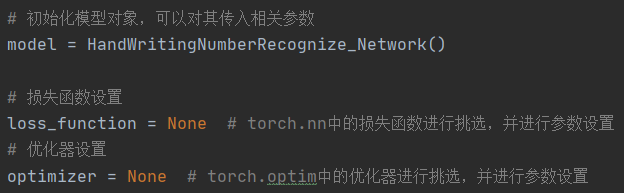 # 初始化模型对象，可以对其传入相关参数
model = HandWritingNumberRecognize_Network()
# 损失函数设置
loss_function = None  # torch.nn中的损失函数进行挑选，并进行参数设置
# 优化器设置
optimizer = None  # torch.optim中的优化器进行挑选，并进行参数设置